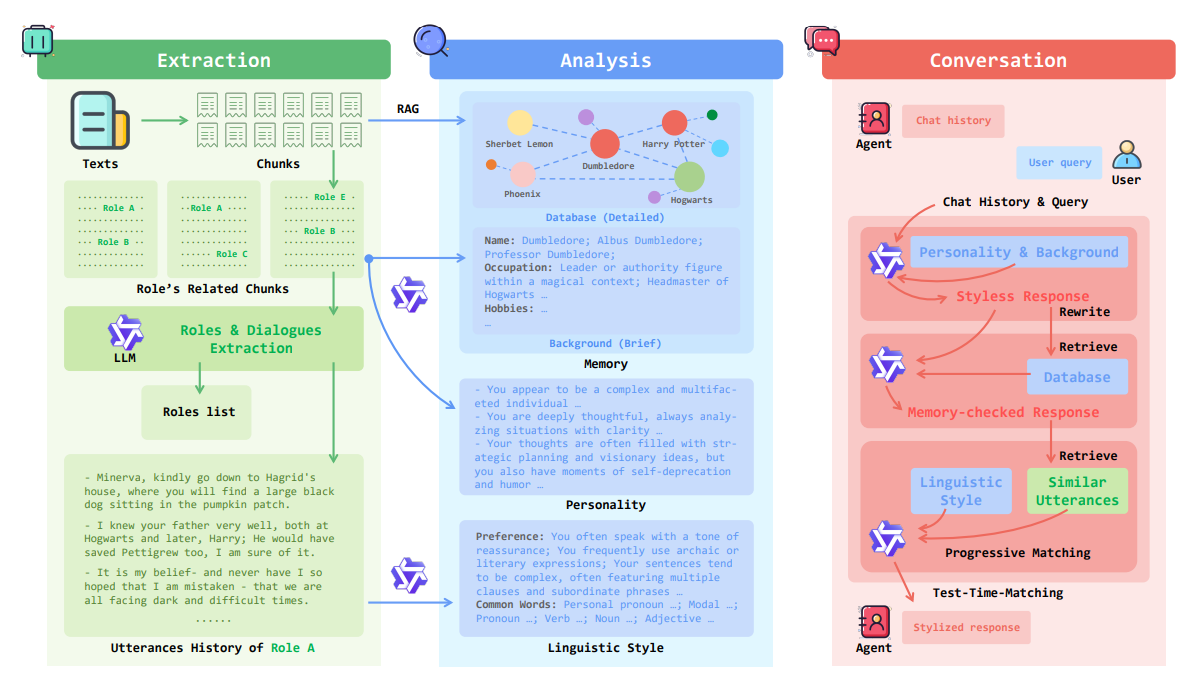 Extraction
Texts
Chunks
Role A
Role B
Role A
Role C
Role E
Role B
Role's Related Chunks
LLM
Roles & Dialogues
Extraction
Roles list
- Minerva, kindly go down to Hagrid's
house, where you will find a large black
dog sitting in the pumpkin patch.
- I knew your father very well, both at
Hogwarts and later, Harry; He would have
saved Pettigrew too, I am sure of it.
- It is my belief- and never have I so
hoped that I am mistaken - that we are
all facing dark and difficult times.
......
Utterances History of Role A
RAG
Analysis
Sherbet Lemon
Harry Potter
Dumbledore
Phoenix
Hogwarts
Database (Detailed)
Name: Dumbledore; Albus Dumbledore;
Professor Dumbledore;
Occupation: Leader or authority figure
within a magical context; Headmaster of
Hogwarts …
Hobbies: …
…
Background (Brief)
Memory
- You appear to be a complex and multifac-
eted individual …
- You are deeply thoughtful, always analy-
zing situations with clarity …
- Your thoughts are often filled with str-
ategic planning and visionary ideas, but
you also have moments of self-deprecation
and humor …
Personality
Preference: You often speak with a tone of
reassurance; You frequently use archaic or
literary expressions; Your sentences tend
to be complex, often featuring multiple
clauses and subordinate phrases …
Common Words: Personal pronoun …; Modal …;
Pronoun …; Verb …; Noun …; Adjective …
Linguistic Style
Conversation
Agent
Chat history
User query
User
Chat History & Query
Personality & Background
Styless Response
Rewrite
Retrieve
Database
Memory-checked Response
Retrieve
Linguistic
Style
Similar
Utterances
Progressive Matching
Test-Time-Matching
Agent
Stylized response